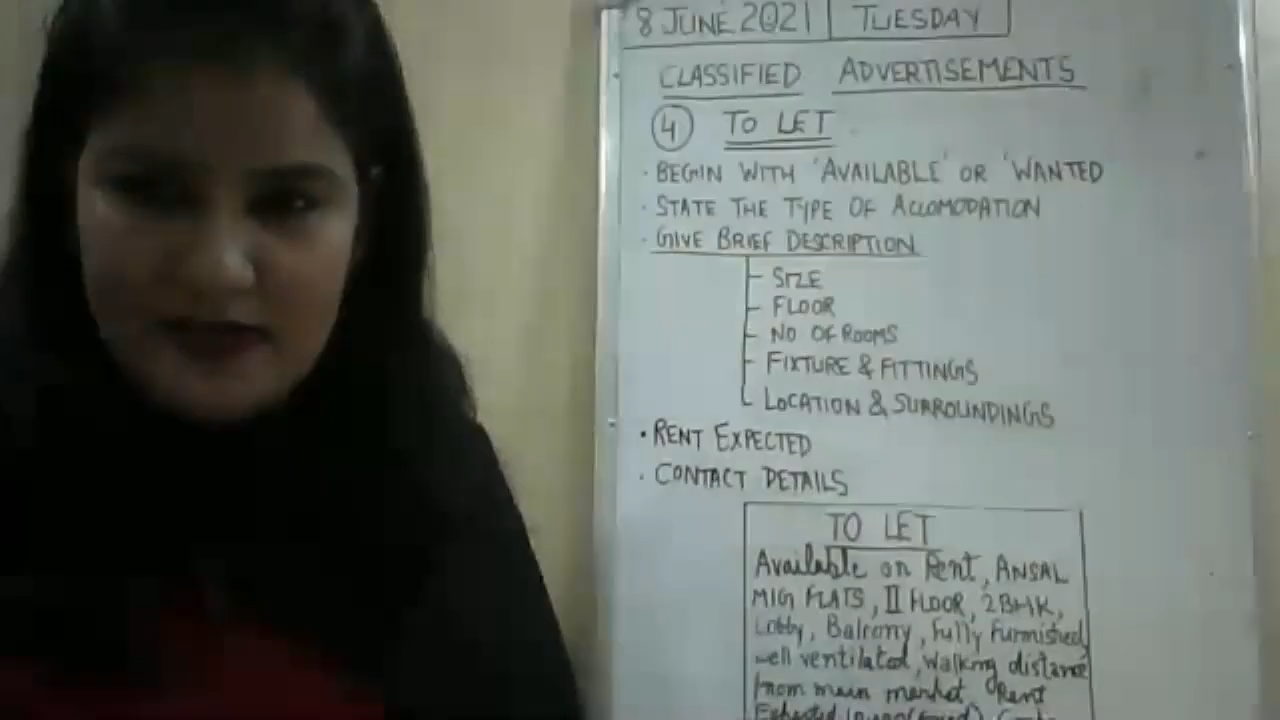 8 JUNE 2021 | TUESDAY
CLASSIFIED ADVERTISEMENTS
4 TO LET
· BEGIN WITH 'AVAILABLE' OR 'WANTED
· STATE THE TYPE OF ACCOMODATION
· GIVE BRIEF DESCRIPTION
SIZE
FLOOR
NO OF ROOMS
FIXTURE & FITTINGS
LOCATION & SURROUNDINGS
· RENT EXPECTED
· CONTACT DETAILS
TO LET
Available on Rent, ANSAL
MIG FLATS, II FLOOR, 2BHK,
Lobby, Balcony, fully furnished,
well ventilated, walking distance
from main market, Rent